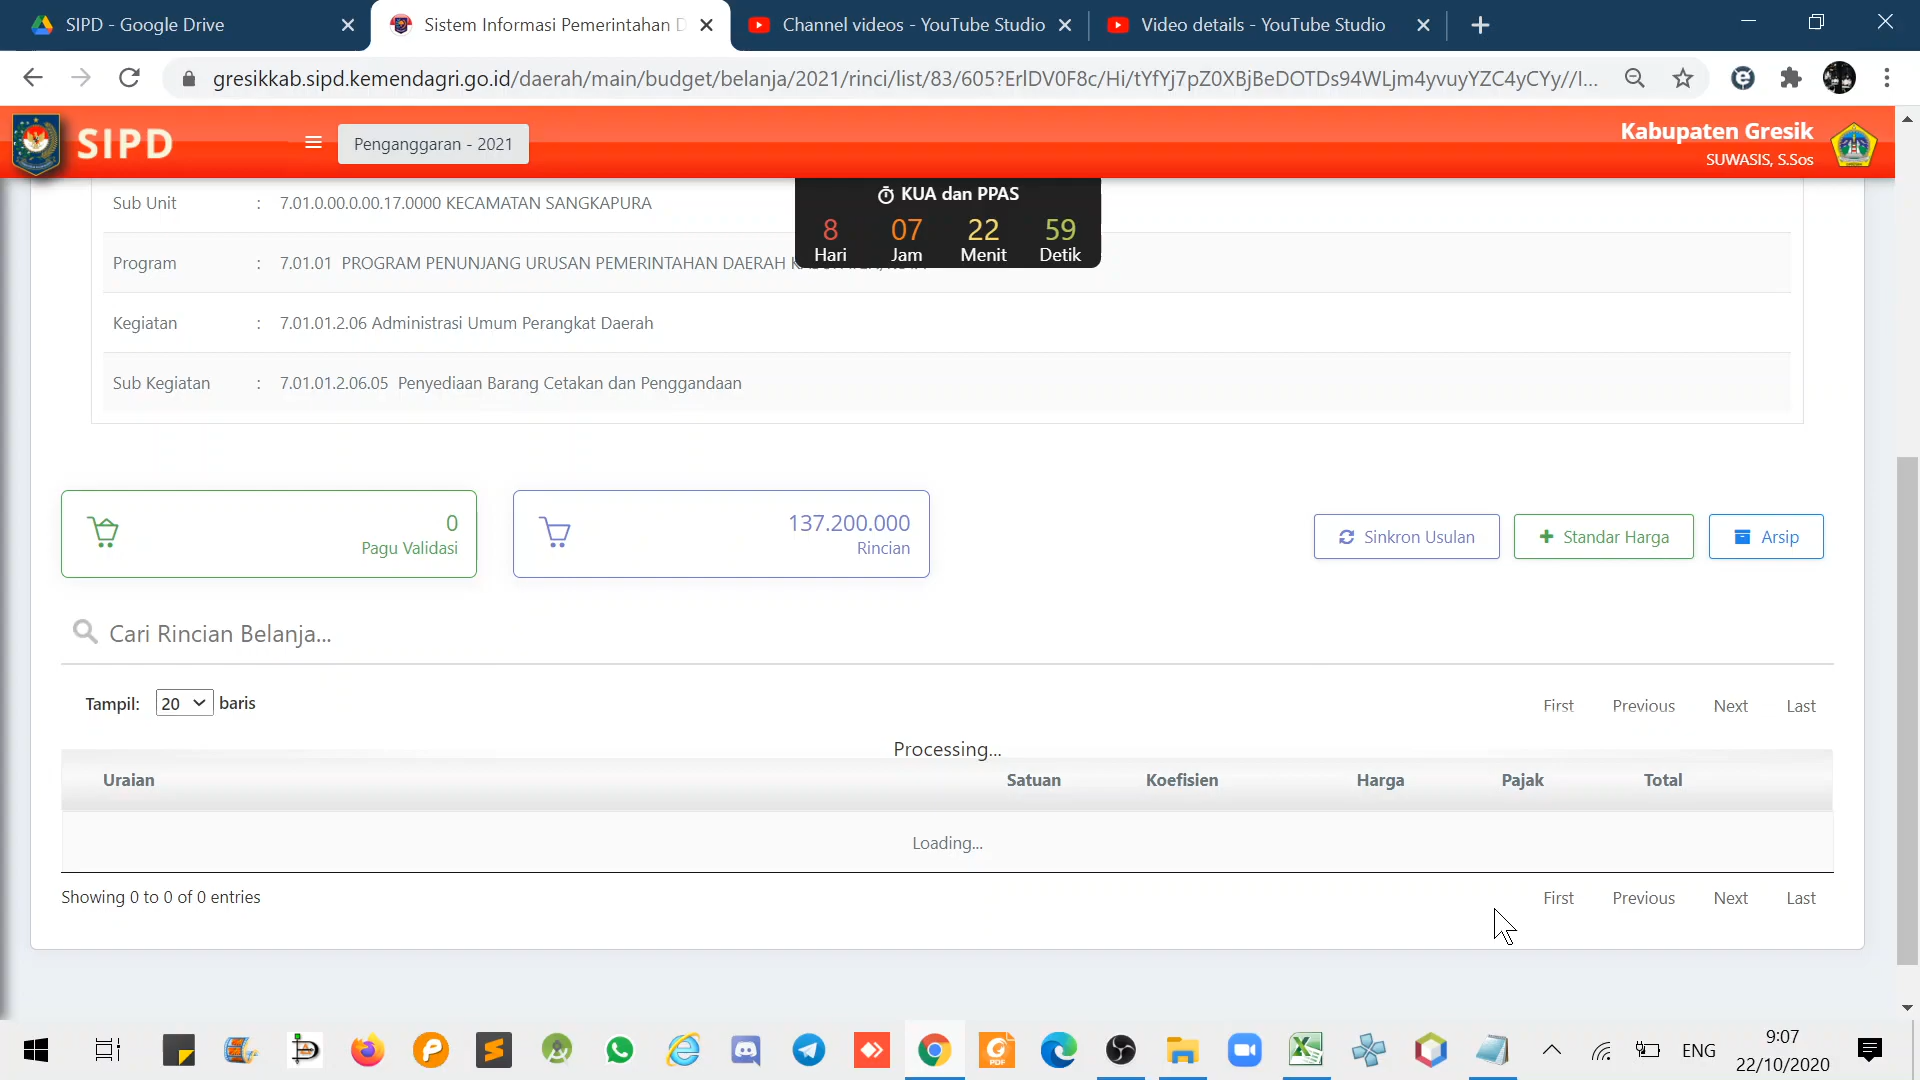 SIPD - Google Drive
Sistem Informasi Pemerintahan D
Channel videos - YouTube Studio
Video details - YouTube Studio
gresikkab.sipd.kemendagri.go.id/daerah/main/budget/belanja/2021/rinci/list/83/605?ErlDV0F8c/Hi/tYfYj7pZ0XBjBeDOTDs94WLjm4yvuyYZC4yCYy//I...
SIPD
Penganggaran - 2021
Kabupaten Gresik
SUWASIS, S.Sos
KUA dan PPAS
8 07 22 59
Hari Jam Menit Detik
Sub Unit : 7.01.0.00.0.00.17.0000 KECAMATAN SANGKAPURA
Program : 7.01.01 PROGRAM PENUNJANG URUSAN PEMERINTAHAN DAERAH
Kegiatan : 7.01.01.2.06 Administrasi Umum Perangkat Daerah
Sub Kegiatan : 7.01.01.2.06.05 Penyediaan Barang Cetakan dan Penggandaan
0
Pagu Validasi
137.200.000
Rincian
Sinkron Usulan
Standar Harga
Arsip
Cari Rincian Belanja...
Tampil: 20 baris
First Previous Next Last
Processing...
Uraian Satuan Koefisien Harga Pajak Total
Loading...
Showing 0 to 0 of 0 entries
First Previous Next Last
PDF
ENG
9:07
22/10/2020